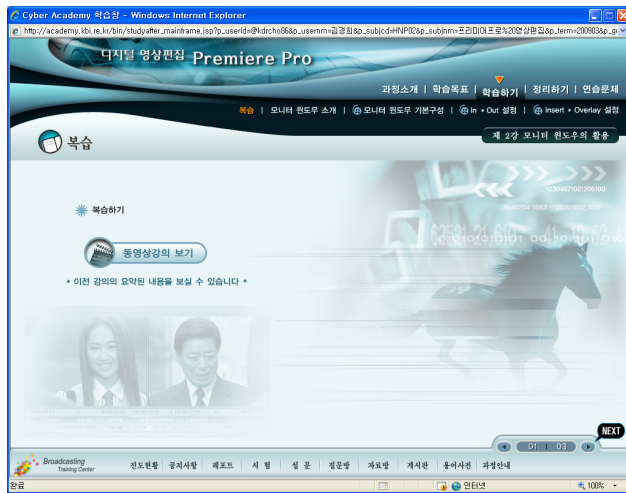 Cyber Academy 학습창 - Windows Internet Explorer
http://academy.kbi.re.kr/bin/studyafter_mainframe.jsp?p_userid=@kdrcho86&p_usernm=김경희&p_subjcd=HNP02&p_subjnm=프리미어프로%20영상편집&p_term=200903&p_gr
디지털 영상편집 Premiere Pro
과정소개 | 학습목표 | 학습하기 | 정리하기 | 연습문제
복습 | 모니터 윈도우 소개 | 모니터 윈도우 기본구성 | In • Out 설정 | Insert • Overlay 설정
복습
제 2강 모니터 윈도우의 활용
복습하기
동영상강의 보기
• 이전 강의의 요약된 내용을 보실 수 있습니다 •
NEXT
01 | 03
Broadcasting
Training Center
진도현황 공지사항 레포트 시 험 설 문 질문방 자료방 게시판 용어사전 과정안내
완료
인터넷
100%